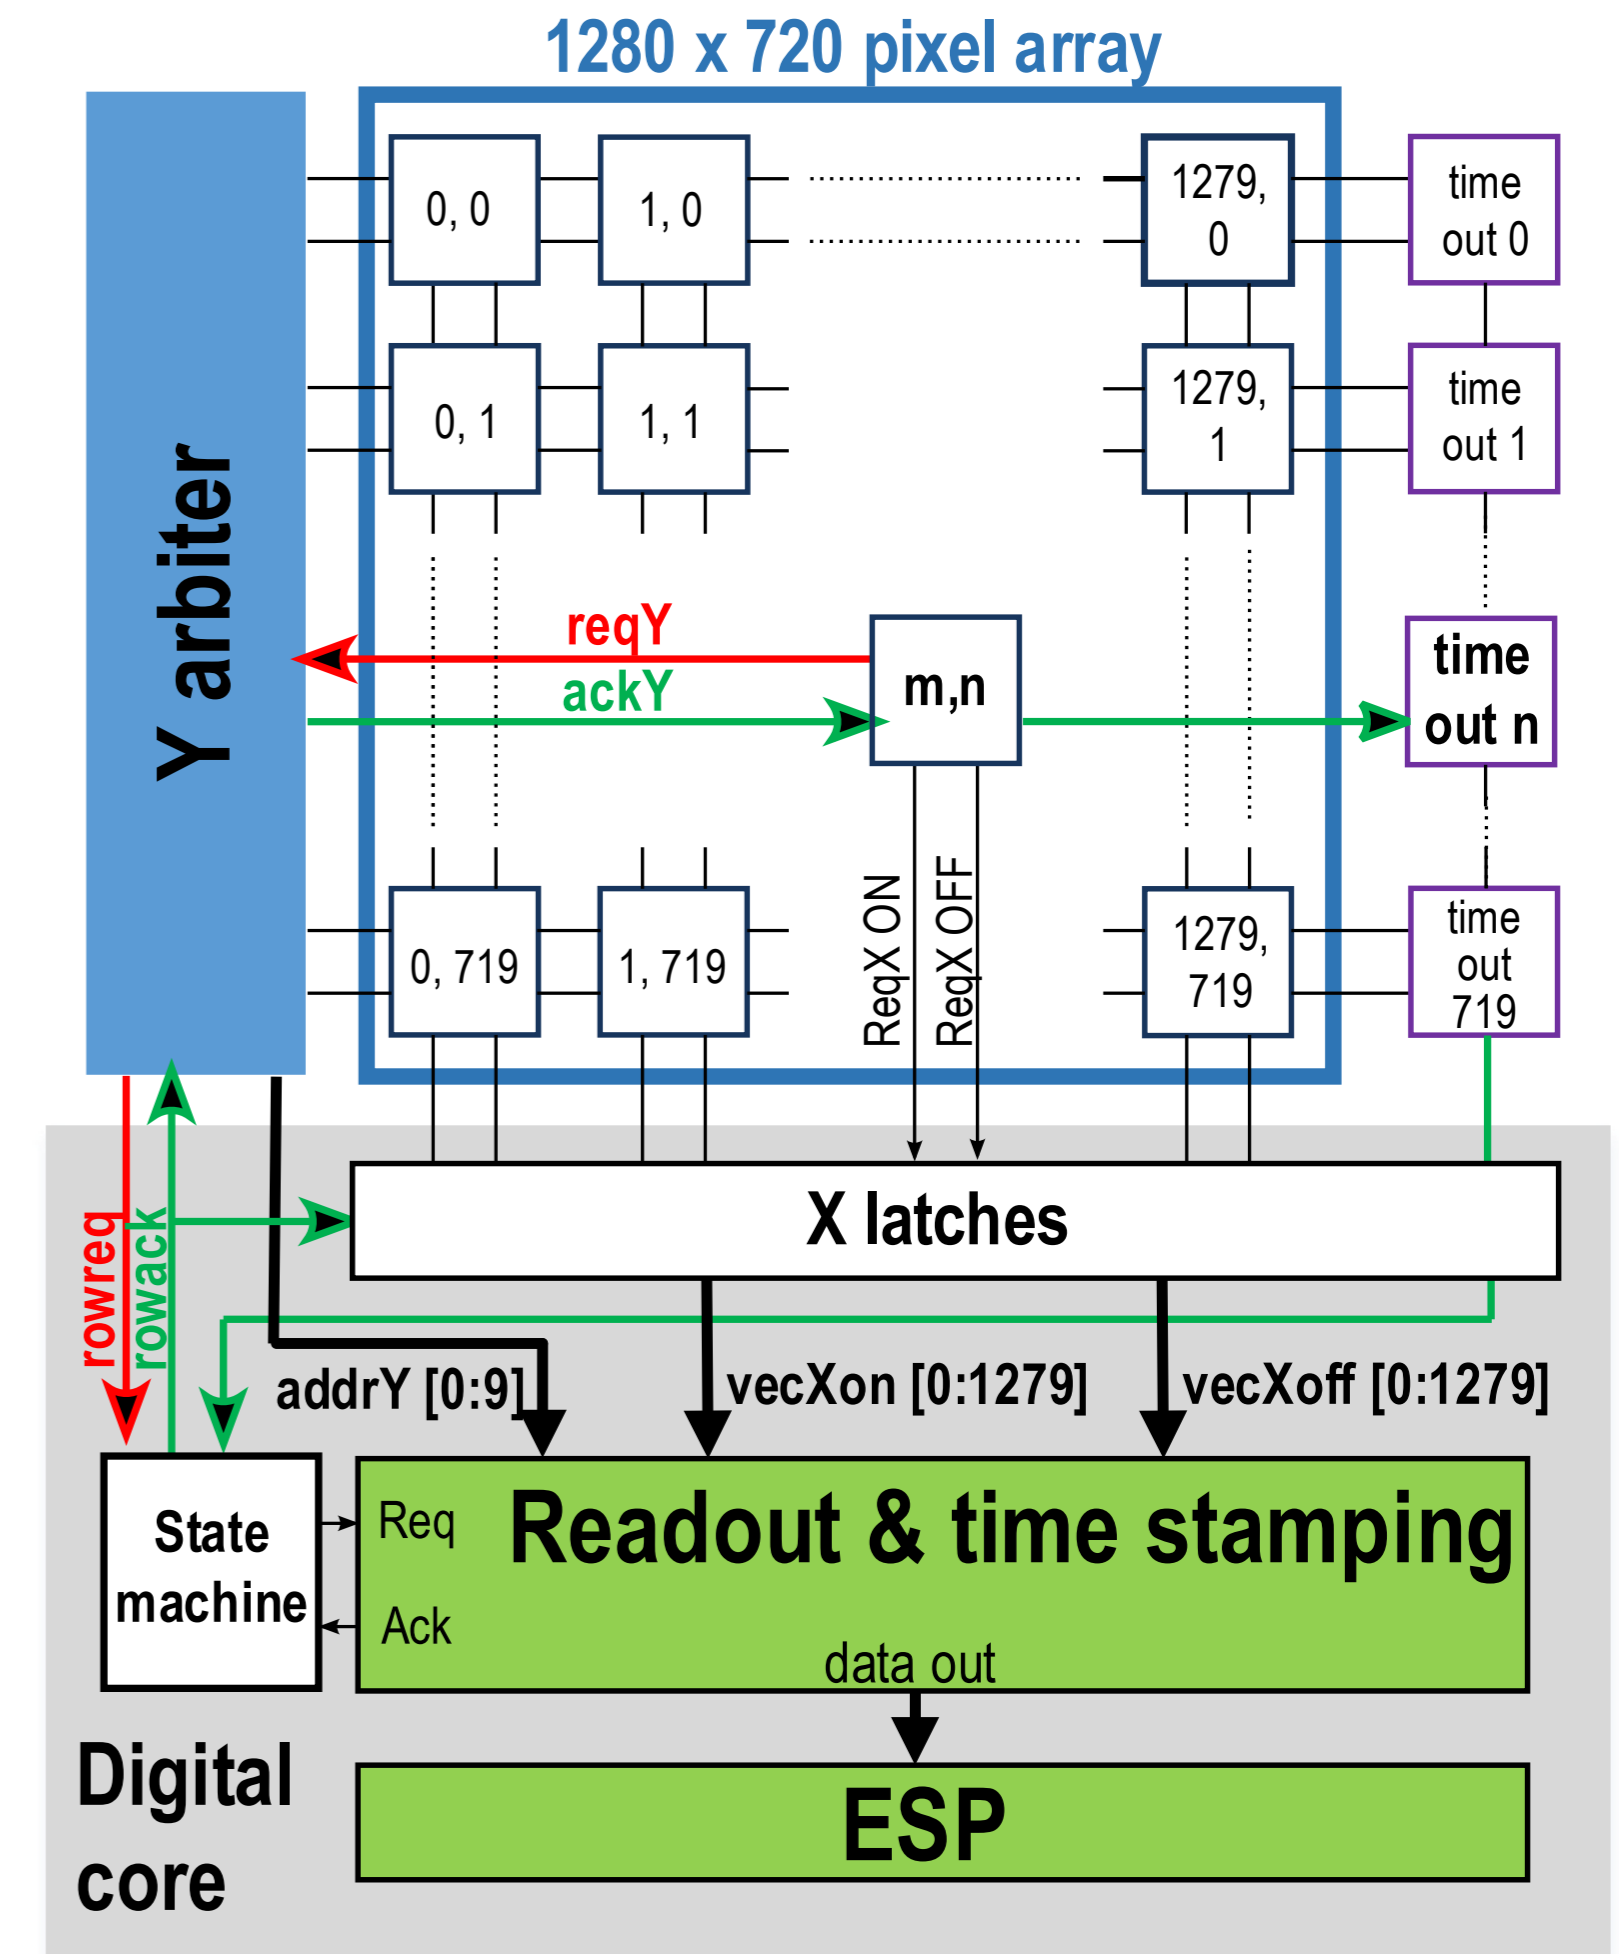 1280 x 720 pixel array
0, 0
1, 0
1279,
0
time
out 0
0, 1
1, 1
1279,
1
time
out 1
Y arbiter
reqY
ackY
m,n
time
out n
ReqX ON
ReqX OFF
0, 719
1, 719
1279,
719
time
out
719
rowreq
rowack
X latches
addrY [0:9]
vecXon [0:1279]
vecXoff [0:1279]
State
machine
Req
Ack
Readout & time stamping
data out
Digital
core
ESP